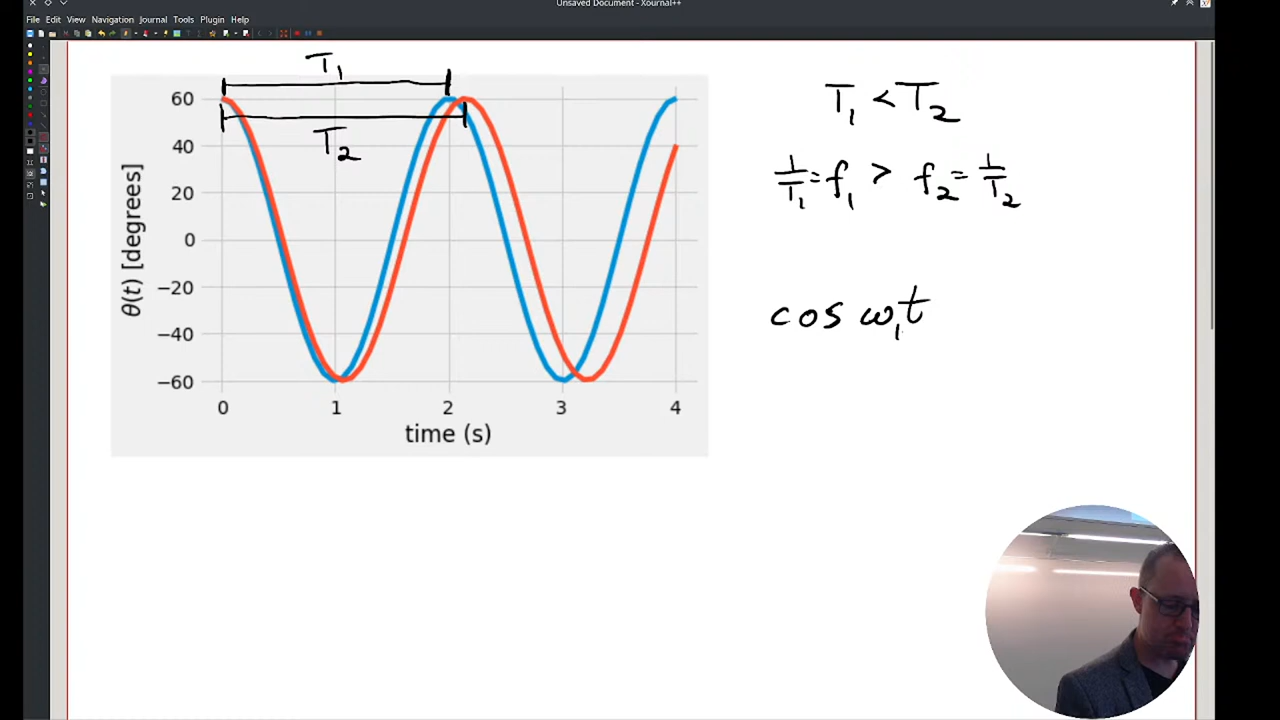 Unsaved Document - Xournal++
File Edit View Navigation Journal Tools Plugin Help
T₁
T₂
60
40
20
0
−20
−40
−60
θ(t) [degrees]
0 1 2 3 4
time (s)
T₁ < T₂
1/T₁ = f₁ > f₂ = 1/T₂
cos ω₁t